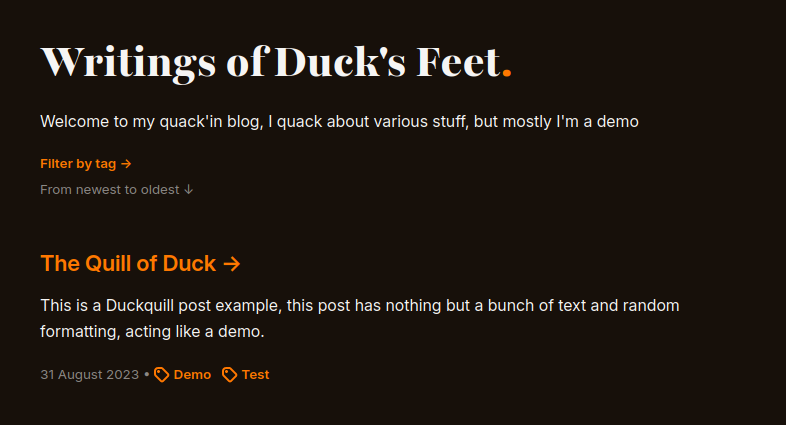 Writings of Duck's Feet.
Welcome to my quack'in blog, I quack about various stuff, but mostly I'm a demo
Filter by tag →
From newest to oldest ↓
The Quill of Duck →
This is a Duckquill post example, this post has nothing but a bunch of text and random
formatting, acting like a demo.
31 August 2023 • Demo Test